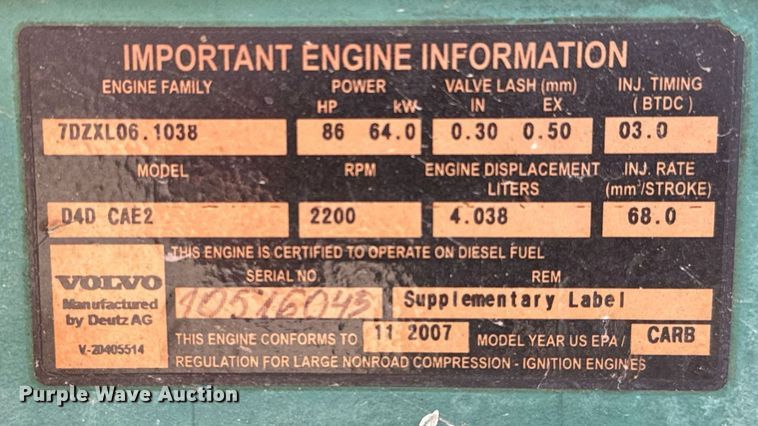 IMPORTANT ENGINE INFORMATION
ENGINE FAMILY POWER VALVE LASH (mm) INJ. TIMING
HP kW IN EX (BTDC)
7DZXL06.1038 86 64.0 0.30 0.50 03.0
MODEL RPM ENGINE DISPLACEMENT INJ. RATE
LITERS (mm³/STROKE)
D4D CAE2 2200 4.038 68.0
THIS ENGINE IS CERTIFIED TO OPERATE ON DIESEL FUEL
VOLVO
Manufactured
by Deutz AG
V-20405514
SERIAL NO. REM
10516045 Supplementary Label
THIS ENGINE CONFORMS TO 11 2007 MODEL YEAR US EPA / CARB
REGULATION FOR LARGE NONROAD COMPRESSION - IGNITION ENGINES
Purple Wave Auction